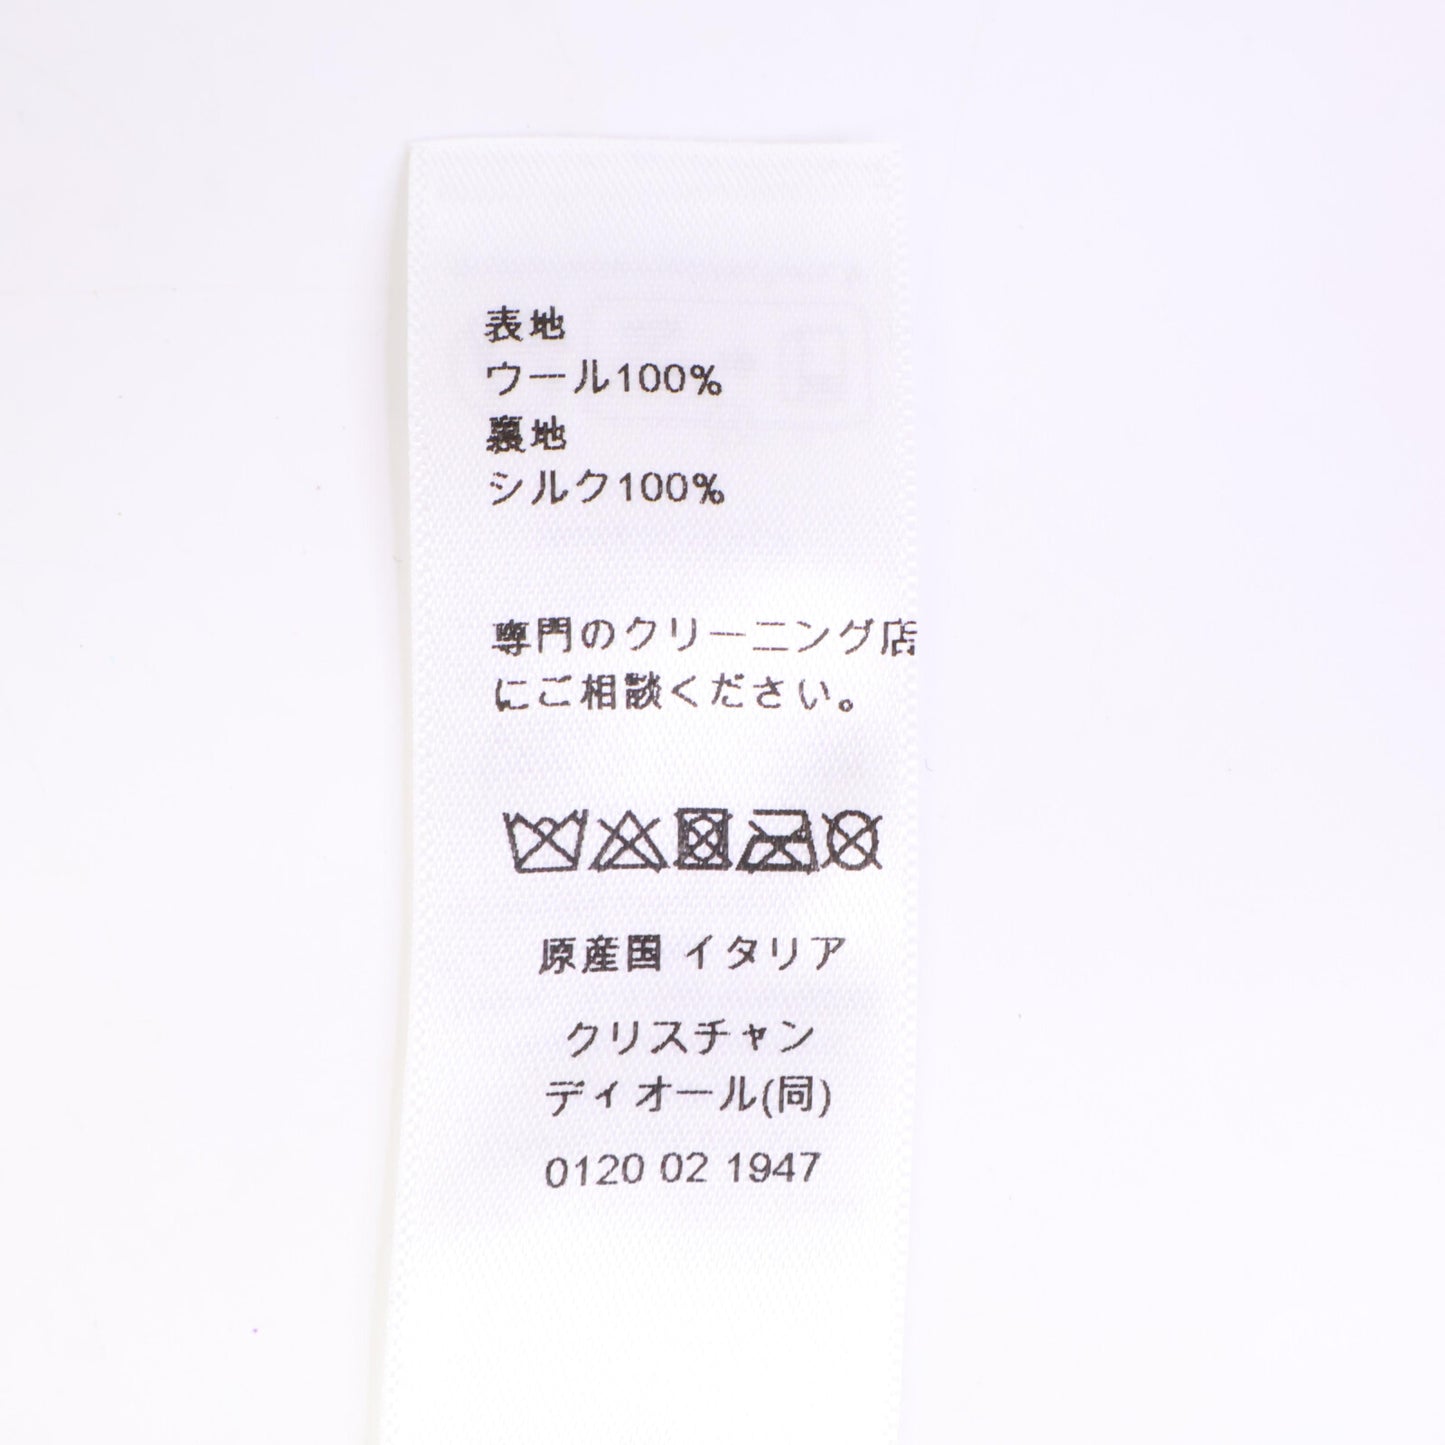 表地
ウール100%
裏地
シルク100%
専門のクリーニング店
にご相談ください。
原産国 イタリア
クリスチャン
ディオール(同)
0120 02 1947